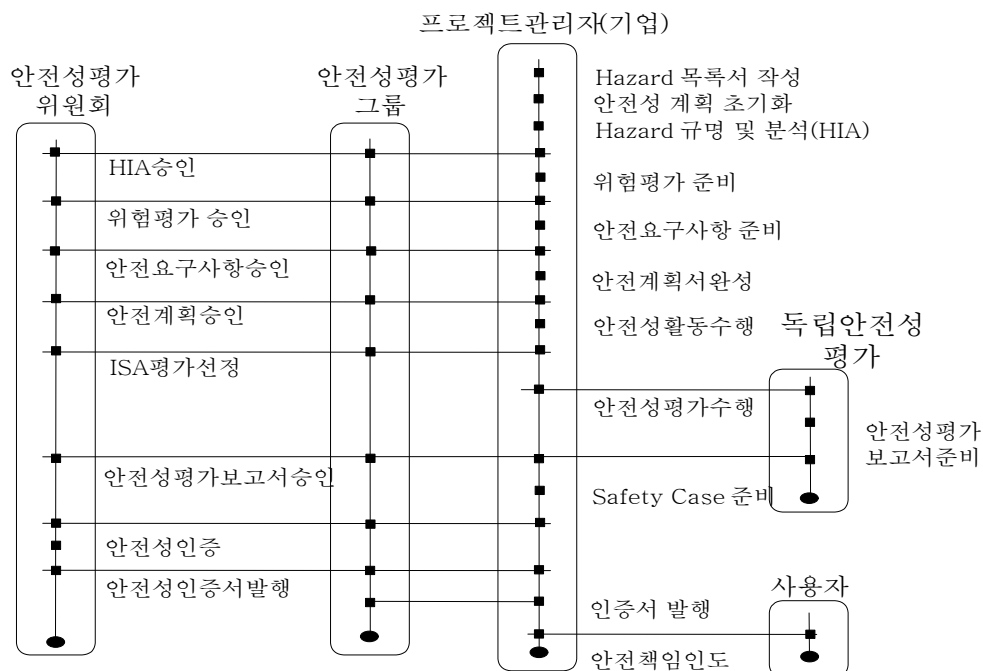 프로젝트관리자(기업)
안전성평가
위원회
안전성평가
그룹
Hazard 목록서 작성
안전성 계획 초기화
Hazard 규명 및 분석(HIA)
HIA승인
위험평가 준비
위험평가 승인
안전요구사항 준비
안전요구사항승인
안전계획서완성
안전계획승인
안전성활동수행
독립안전성
평가
ISA평가선정
안전성평가수행
안전성평가
보고서준비
안전성평가보고서승인
Safety Case 준비
안전성인증
안전성인증서발행
사용자
인증서 발행
안전책임인도